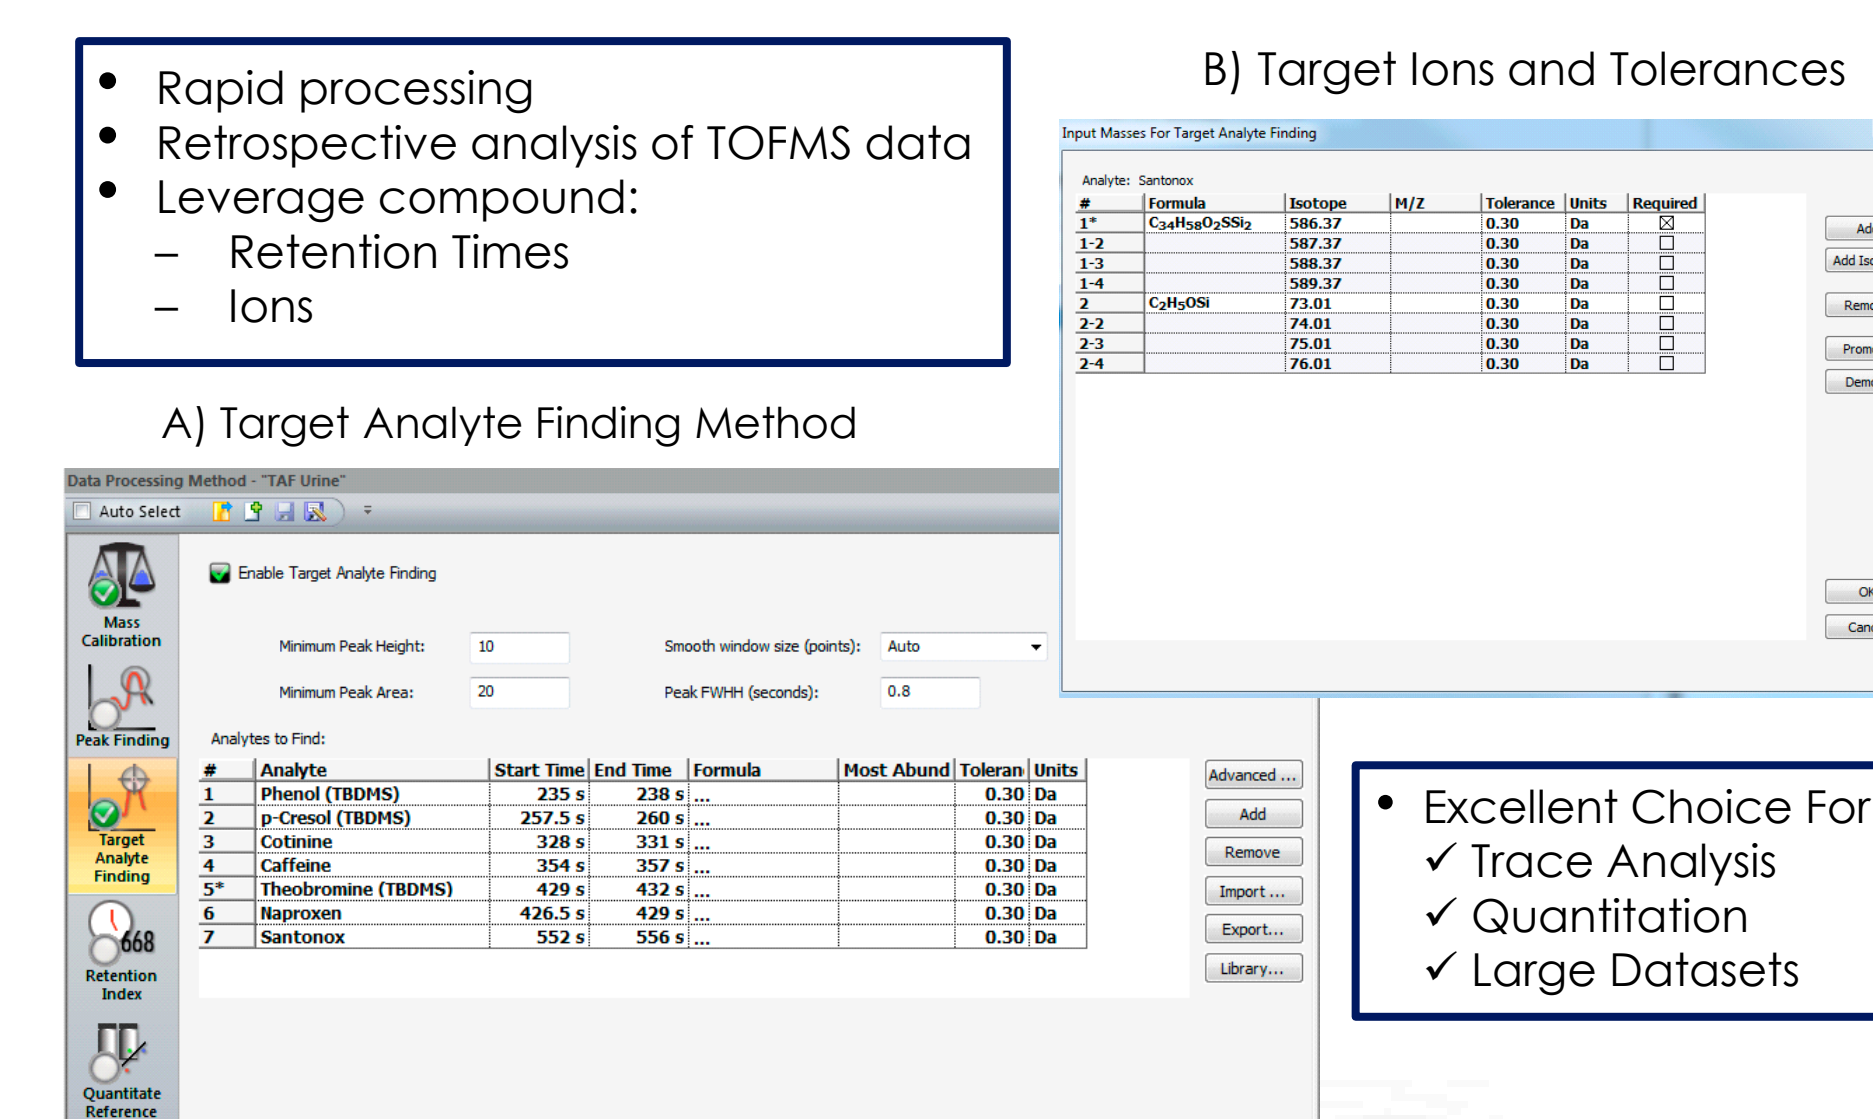 • Rapid processing
• Retrospective analysis of TOFMS data
• Leverage compound:
– Retention Times
– Ions
B) Target Ions and Tolerances
Input Masses For Target Analyte Finding
Analyte: Santonox
# Formula Isotope M/Z Tolerance Units Required
1* C34H58O2SSi2 586.37 0.30 Da
1-2 587.37 0.30 Da
1-3 588.37 0.30 Da
1-4 589.37 0.30 Da
2 C2H5OSi 73.01 0.30 Da
2-2 74.01 0.30 Da
2-3 75.01 0.30 Da
2-4 76.01 0.30 Da
Add
A) Target Analyte Finding Method
Data Processing Method - "TAF Urine"
Auto Select
Mass
Calibration
Peak Finding
Target
Analyte
Finding
668
Retention
Index
Quantitate
Reference
Enable Target Analyte Finding
Minimum Peak Height: 10 Smooth window size (points): Auto
Minimum Peak Area: 20 Peak FWHH (seconds): 0.8
Analytes to Find:
# Analyte Start Time End Time Formula Most Abund Toleran Units
1 Phenol (TBDMS) 235 s 238 s ... 0.30 Da
2 p-Cresol (TBDMS) 257.5 s 260 s ... 0.30 Da
3 Cotinine 328 s 331 s ... 0.30 Da
4 Caffeine 354 s 357 s ... 0.30 Da
5* Theobromine (TBDMS) 429 s 432 s ... 0.30 Da
6 Naproxen 426.5 s 429 s ... 0.30 Da
7 Santonox 552 s 556 s ... 0.30 Da
Advanced ...
Add
Remove
Import ...
Export...
Library...
• Excellent Choice For
✓ Trace Analysis
✓ Quantitation
✓ Large Datasets